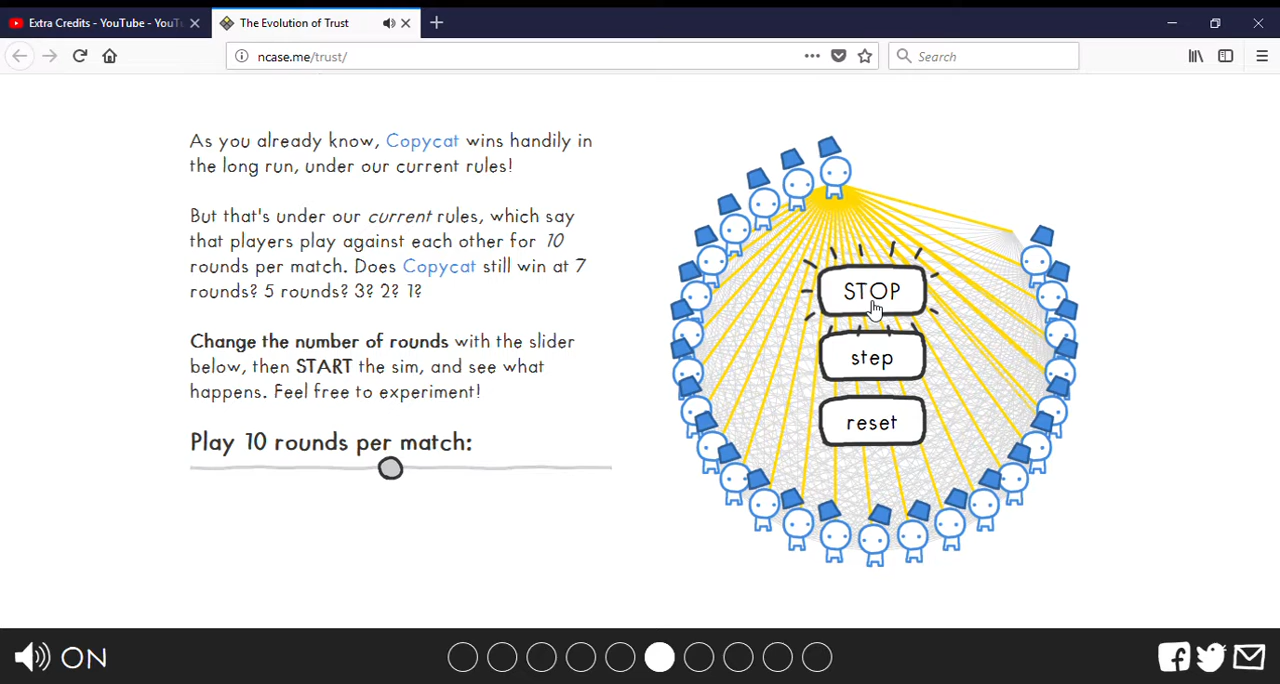 Extra Credits - YouTube - YouT
The Evolution of Trust
ncase.me/trust/
Search
As you already know, Copycat wins handily in
the long run, under our current rules!
But that's under our current rules, which say
that players play against each other for 10
rounds per match. Does Copycat still win at 7
rounds? 5 rounds? 3? 2? 1?
Change the number of rounds with the slider
below, then START the sim, and see what
happens. Feel free to experiment!
Play 10 rounds per match:
STOP
step
reset
ON